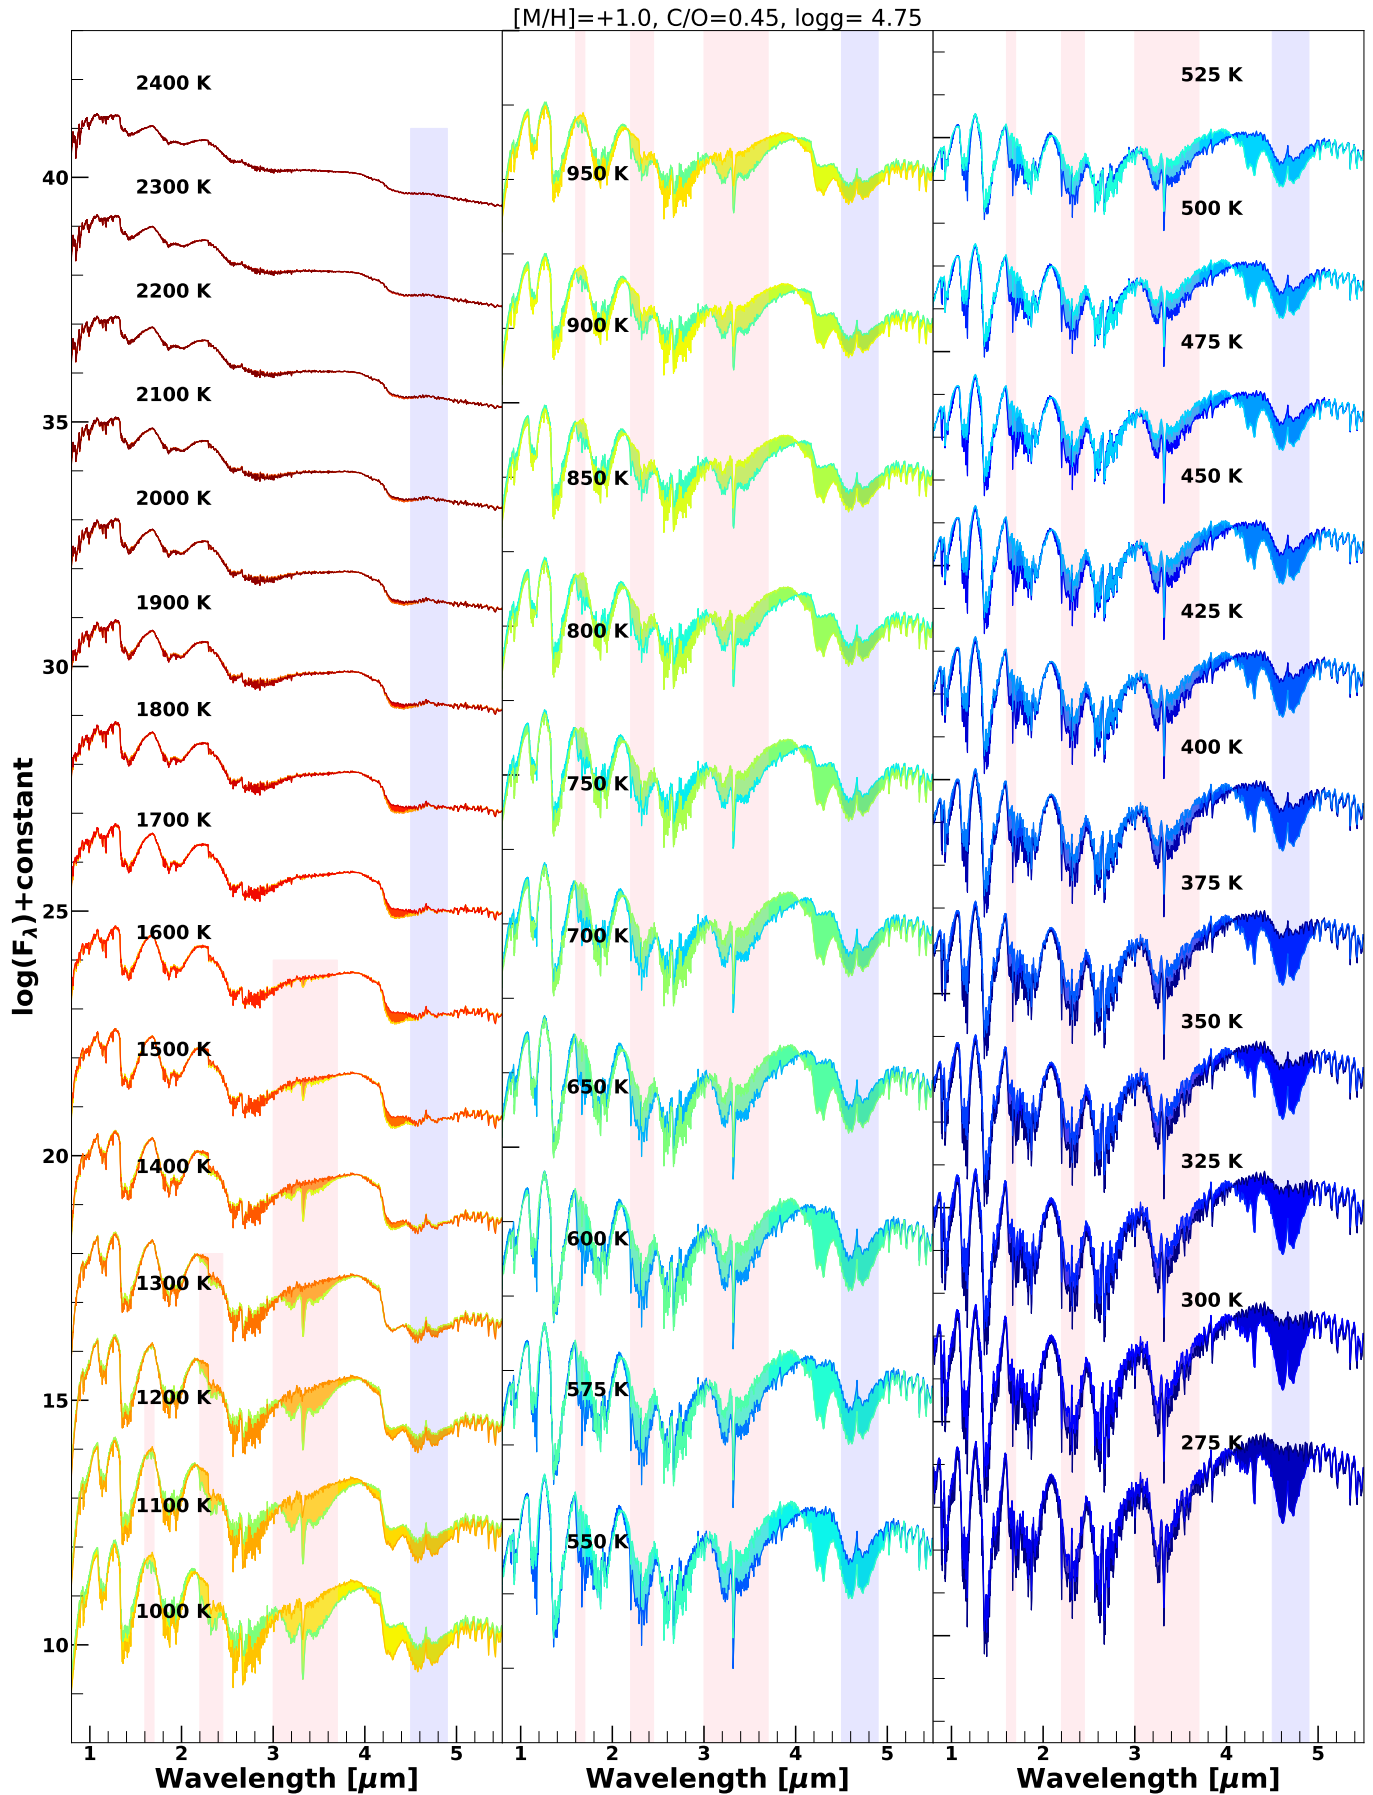 [M/H]=+1.0, C/O=0.45, logg= 4.75
log(Fλ)+constant
40
35
30
25
20
15
10
2400 K
2300 K
2200 K
2100 K
2000 K
1900 K
1800 K
1700 K
1600 K
1500 K
1400 K
1300 K
1200 K
1100 K
1000 K
1 2 3 4 5
Wavelength [μm]
950 K
900 K
850 K
800 K
750 K
700 K
650 K
600 K
575 K
550 K
1 2 3 4 5
Wavelength [μm]
525 K
500 K
475 K
450 K
425 K
400 K
375 K
350 K
325 K
300 K
275 K
1 2 3 4 5
Wavelength [μm]